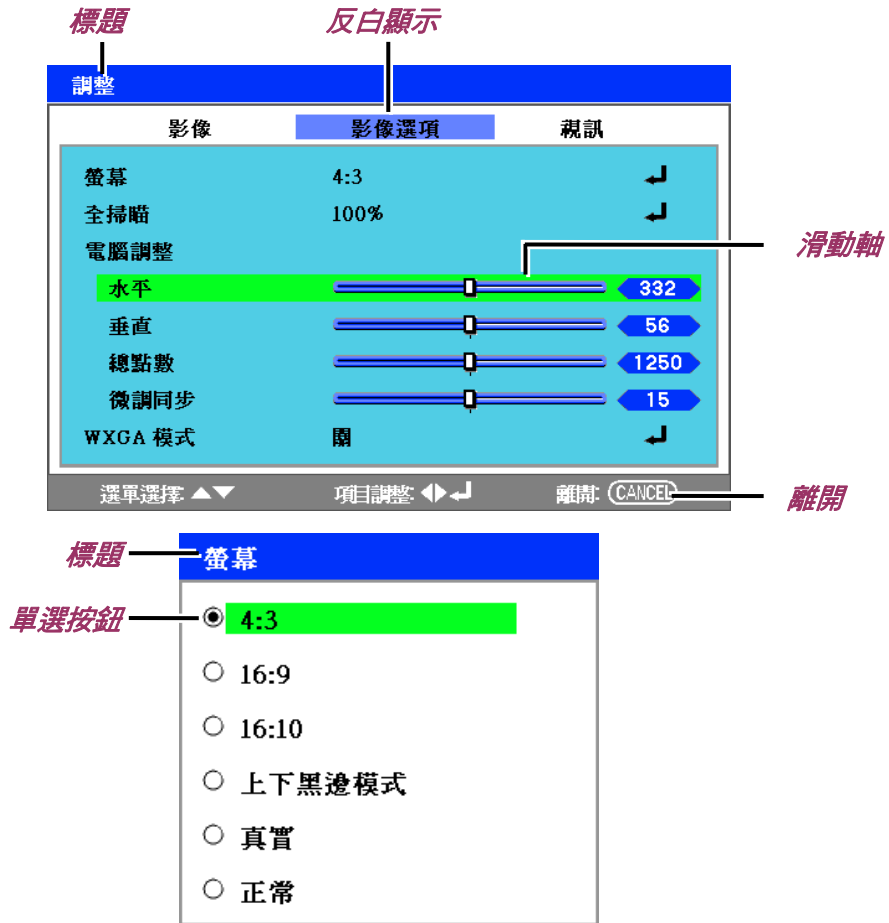 標題 反白顯示
調整
影像 影像選項 視訊
螢幕 4:3
全掃瞄 100%
電腦調整
滑動軸
水平 332
垂直 56
總點數 1250
微調同步 15
WXGA 模式 關
選單選擇: 項目調整: 離開: CANCEL
離開
標題
螢幕
單選按鈕
4:3
16:9
16:10
上下黑邊模式
真實
正常